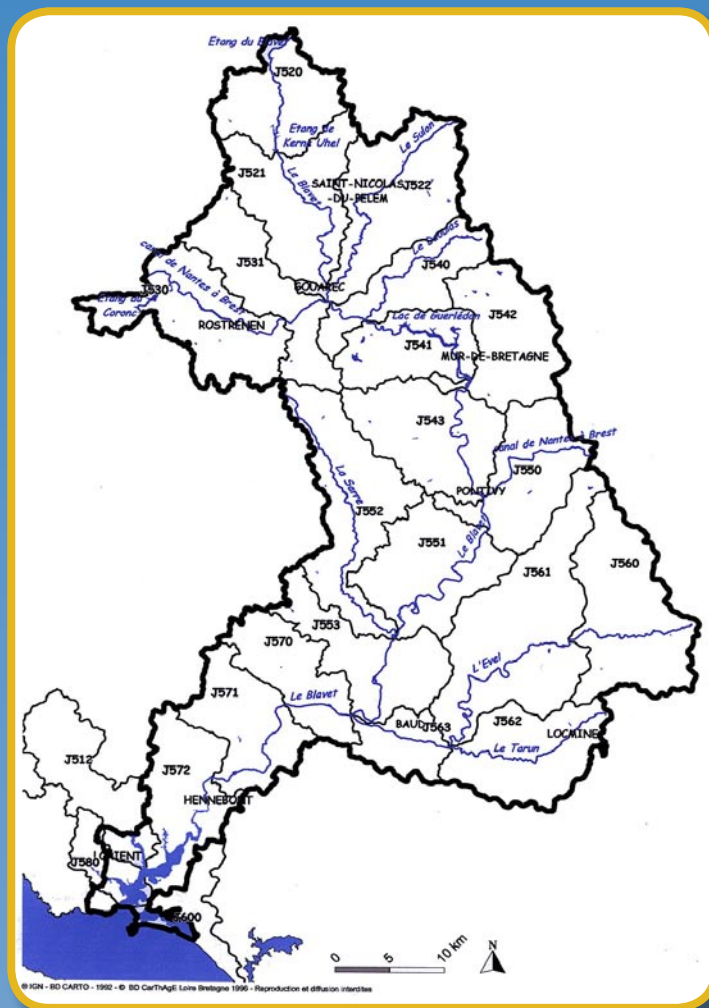 Etang du Blavet
J520
Etang de
Kerne Uhel
Le Sulon
J521
Le Blavet
SAINT-NICOLAS
-DU-PELEM
J522
Le Daoulas
J540
canal de Nantes à Brest
J531
GOUAREC
J530
Etang du
Coronc
ROSTRENEN
Lac de Guerlédan
J542
J541
MUR-DE-BRETAGNE
J543
canal de Nantes à Brest
J550
La Sarre
PONTIVY
J552
J551
Le Blavet
J561
J560
J553
J570
L'Evel
J571
Le Blavet
BAUD
J563
J562
LOCMINE
Le Tarun
J512
J572
HENNEBONT
LORIENT
J580
J600
0 5 10 km
N
© IGN - BD CARTO - 1992 - © BD CarThAgE Loire Bretagne 1996 - Reproduction et diffusion interdites